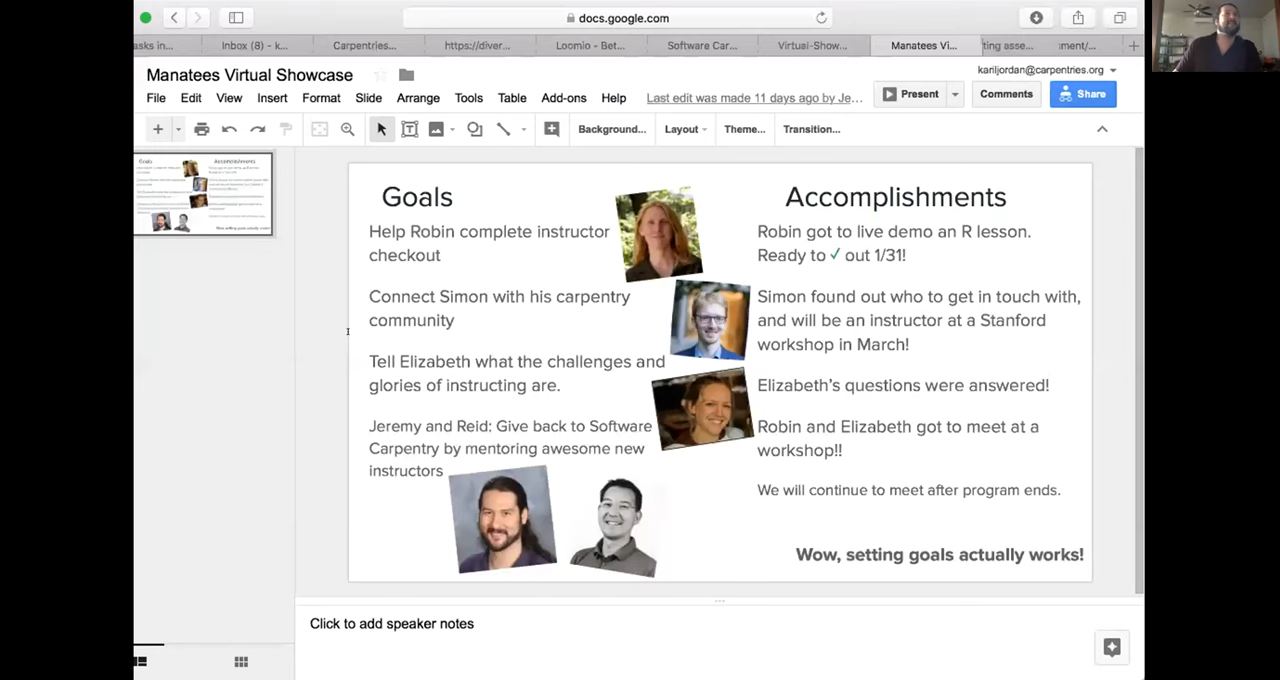 docs.google.com
asks in...
Inbox (8) - k...
Carpentries...
https://diver...
Loomio - Bet...
Software Car...
Virtual-Show...
Manatees Vi...
ting asse...
ment/...
Manatees Virtual Showcase
kariljordan@carpentries.org
File Edit View Insert Format Slide Arrange Tools Table Add-ons Help Last edit was made 11 days ago by Je...
Present
Comments
Share
Background... Layout Theme... Transition...
Goals
Help Robin complete instructor
checkout
Connect Simon with his carpentry
community
Tell Elizabeth what the challenges and
glories of instructing are.
Jeremy and Reid: Give back to Software
Carpentry by mentoring awesome new
instructors
Accomplishments
Robin got to live demo an R lesson.
Ready to ✓ out 1/31!
Simon found out who to get in touch with,
and will be an instructor at a Stanford
workshop in March!
Elizabeth's questions were answered!
Robin and Elizabeth got to meet at a
workshop!!
We will continue to meet after program ends.
Wow, setting goals actually works!
Click to add speaker notes